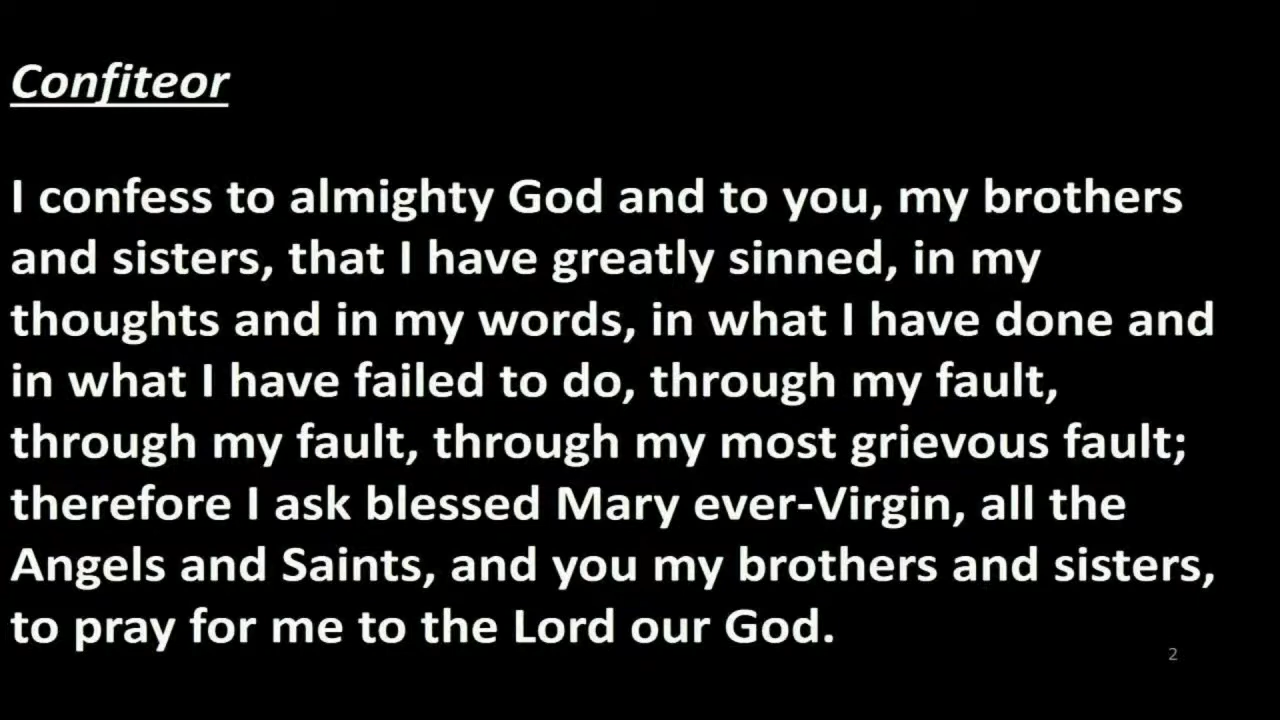 Confiteor
I confess to almighty God and to you, my brothers
and sisters, that I have greatly sinned, in my
thoughts and in my words, in what I have done and
in what I have failed to do, through my fault,
through my fault, through my most grievous fault;
therefore I ask blessed Mary ever-Virgin, all the
Angels and Saints, and you my brothers and sisters,
to pray for me to the Lord our God.
2